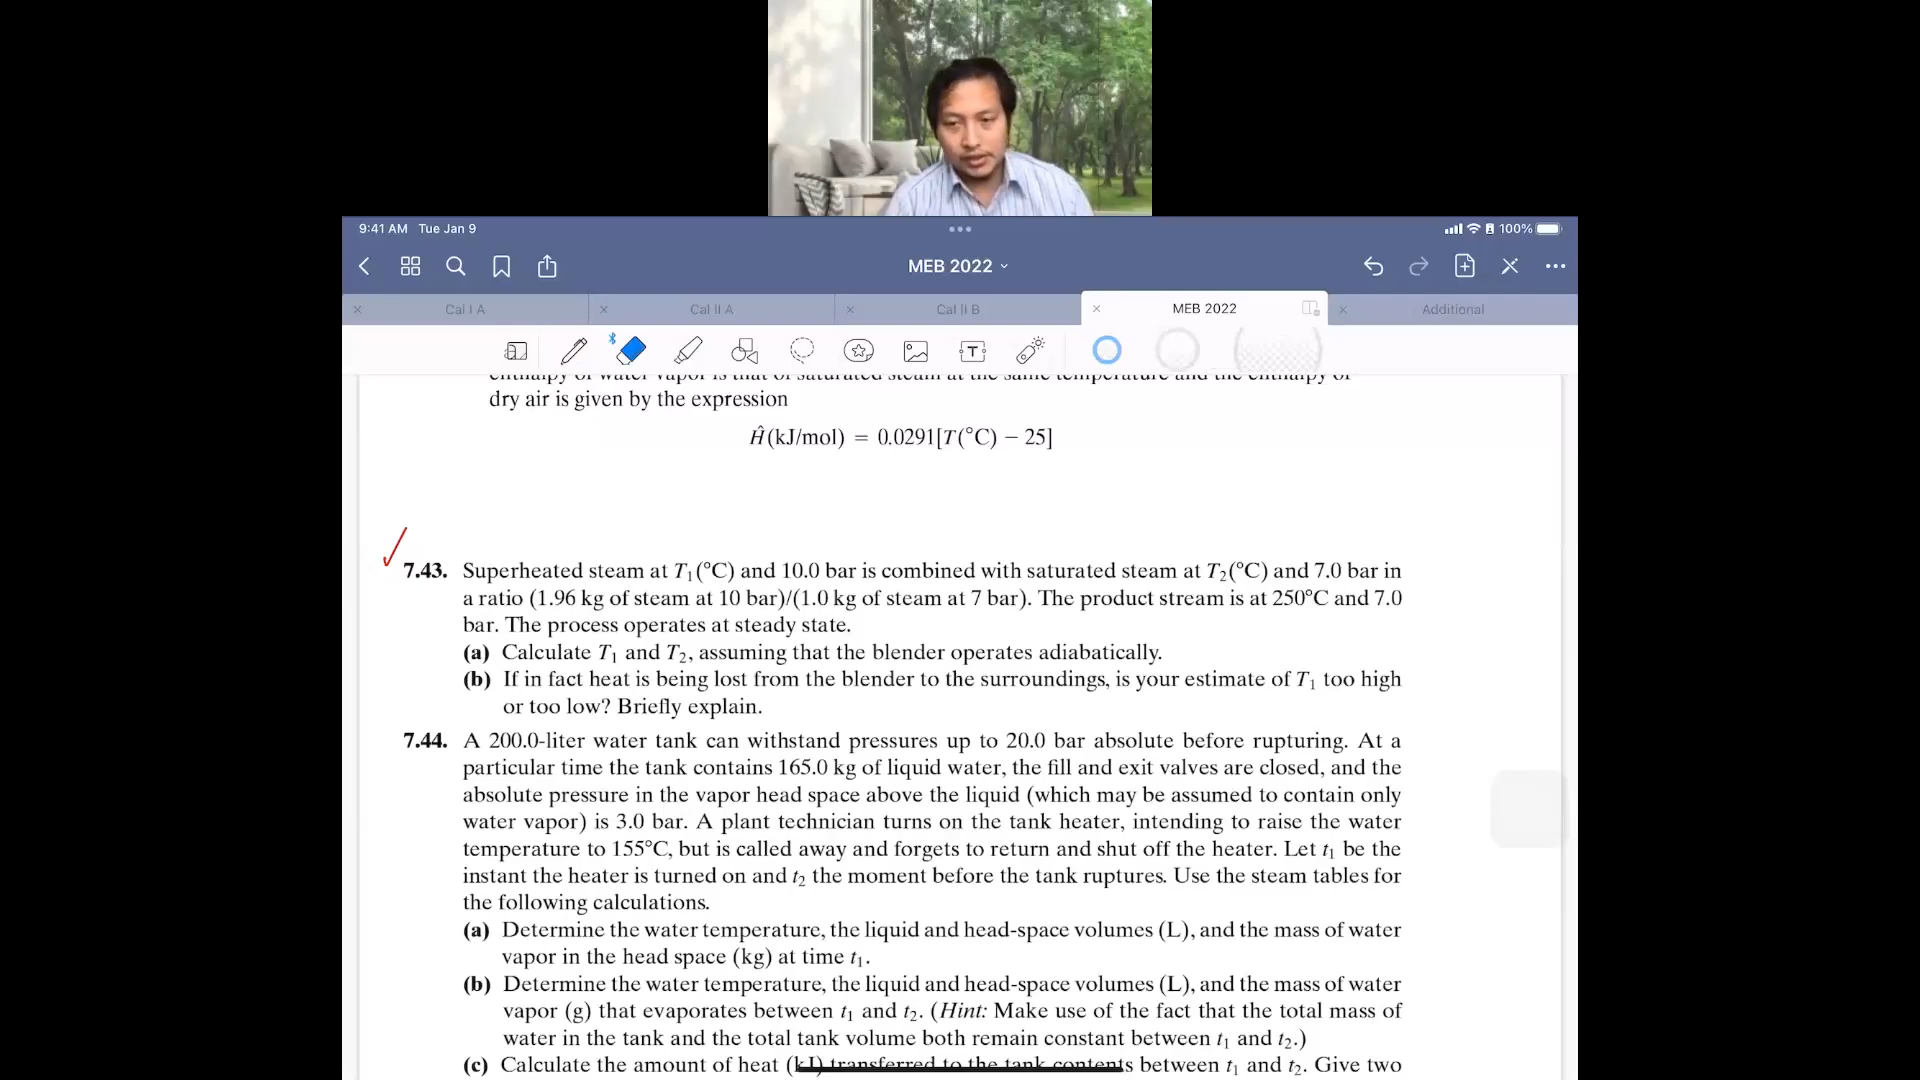 9:41 AM Tue Jan 9
100%
MEB 2022
Cal I A
Cal II A
Cal II B
MEB 2022
Additional
enthalpy of water vapor is that of saturated steam at the same temperature and the enthalpy of
dry air is given by the expression
Ĥ(kJ/mol) = 0.0291[T(°C) − 25]
7.43. Superheated steam at T₁(°C) and 10.0 bar is combined with saturated steam at T₂(°C) and 7.0 bar in
a ratio (1.96 kg of steam at 10 bar)/(1.0 kg of steam at 7 bar). The product stream is at 250°C and 7.0
bar. The process operates at steady state.
(a) Calculate T₁ and T₂, assuming that the blender operates adiabatically.
(b) If in fact heat is being lost from the blender to the surroundings, is your estimate of T₁ too high
or too low? Briefly explain.
7.44. A 200.0-liter water tank can withstand pressures up to 20.0 bar absolute before rupturing. At a
particular time the tank contains 165.0 kg of liquid water, the fill and exit valves are closed, and the
absolute pressure in the vapor head space above the liquid (which may be assumed to contain only
water vapor) is 3.0 bar. A plant technician turns on the tank heater, intending to raise the water
temperature to 155°C, but is called away and forgets to return and shut off the heater. Let t₁ be the
instant the heater is turned on and t₂ the moment before the tank ruptures. Use the steam tables for
the following calculations.
(a) Determine the water temperature, the liquid and head-space volumes (L), and the mass of water
vapor in the head space (kg) at time t₁.
(b) Determine the water temperature, the liquid and head-space volumes (L), and the mass of water
vapor (g) that evaporates between t₁ and t₂. (Hint: Make use of the fact that the total mass of
water in the tank and the total tank volume both remain constant between t₁ and t₂.)
(c) Calculate the amount of heat (kJ) transferred to the tank contents between t₁ and t₂. Give two